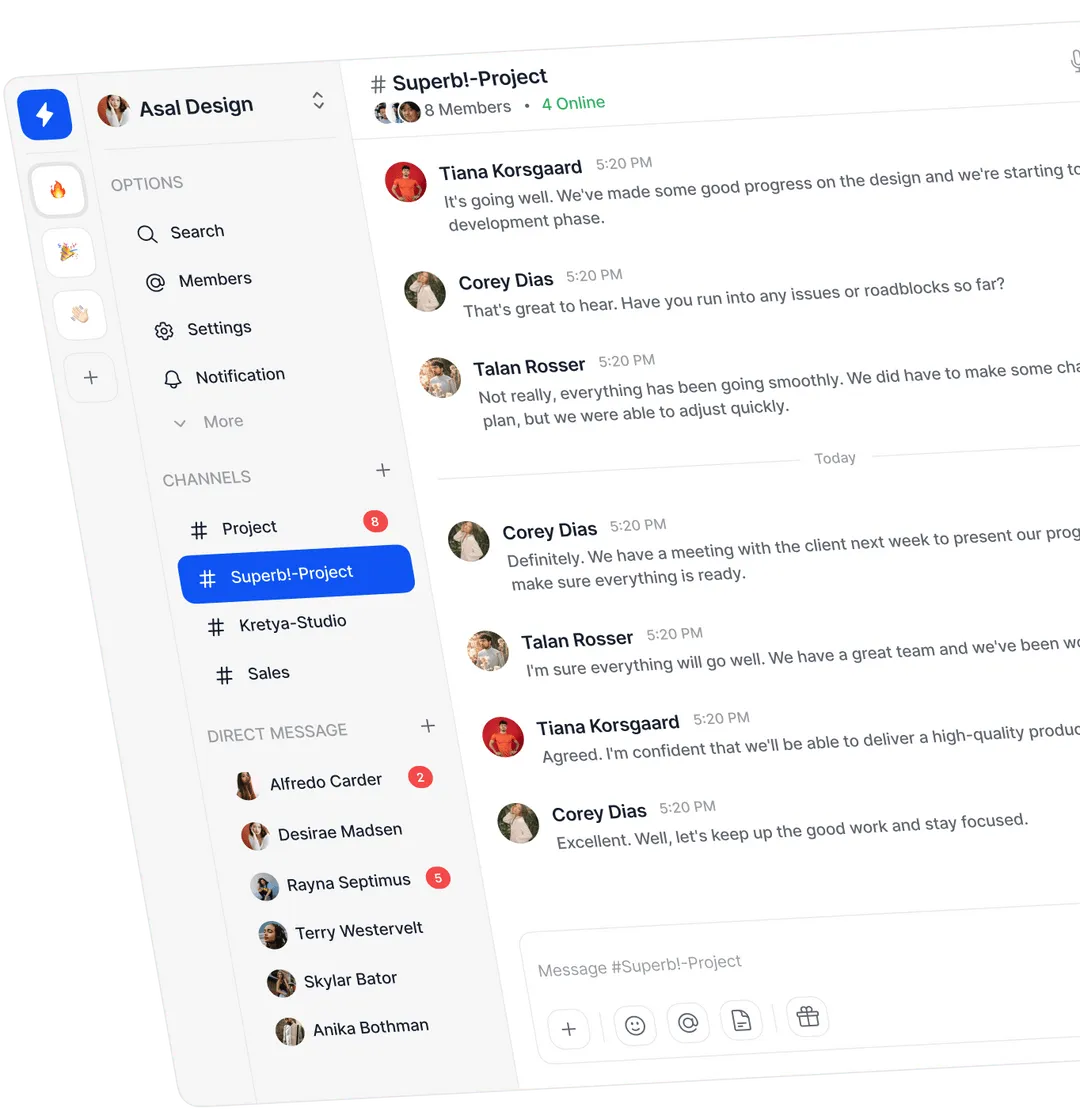 Asal Design
OPTIONS
Search
Members
Settings
Notification
More
CHANNELS
Project
8
Superb!-Project
Kretya-Studio
Sales
DIRECT MESSAGE
Alfredo Carder
2
Desirae Madsen
Rayna Septimus
5
Terry Westervelt
Skylar Bator
Anika Bothman
# Superb!-Project
8 Members • 4 Online
Tiana Korsgaard 5:20 PM
It's going well. We've made some good progress on the design and we're starting to
development phase.
Corey Dias 5:20 PM
That's great to hear. Have you run into any issues or roadblocks so far?
Talan Rosser 5:20 PM
Not really, everything has been going smoothly. We did have to make some cha
plan, but we were able to adjust quickly.
Today
Corey Dias 5:20 PM
Definitely. We have a meeting with the client next week to present our prog
make sure everything is ready.
Talan Rosser 5:20 PM
I'm sure everything will go well. We have a great team and we've been wo
Tiana Korsgaard 5:20 PM
Agreed. I'm confident that we'll be able to deliver a high-quality produc
Corey Dias 5:20 PM
Excellent. Well, let's keep up the good work and stay focused.
Message #Superb!-Project